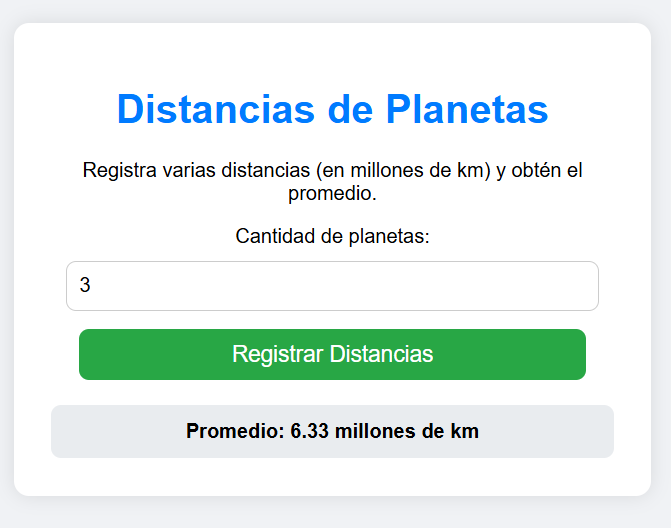 Distancias de Planetas
Registra varias distancias (en millones de km) y obtén el
promedio.
Cantidad de planetas:
3
Registrar Distancias
Promedio: 6.33 millones de km